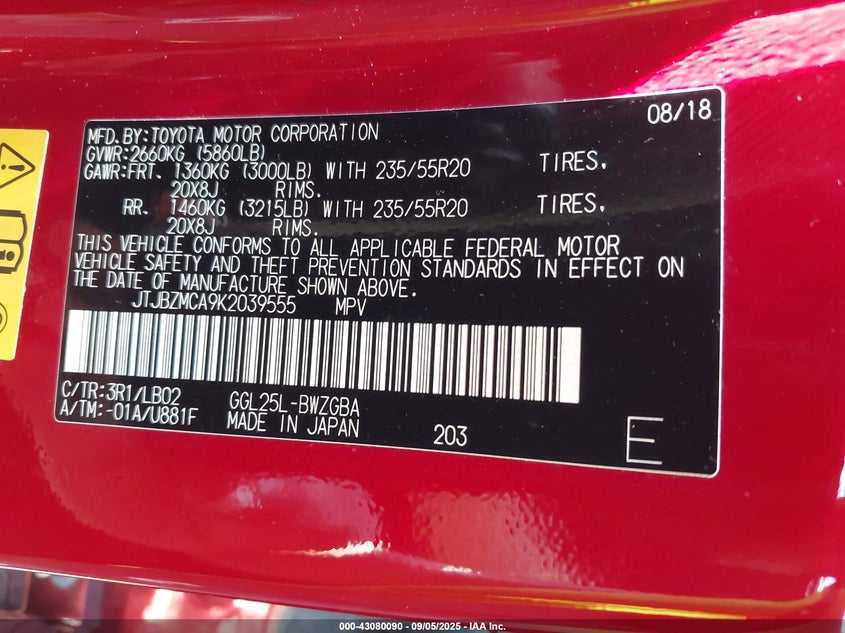 08/18
MFD.BY:TOYOTA MOTOR CORPORATION
GVWR:2660KG (5860LB)
GAWR:FRT. 1360KG (3000LB) WITH 235/55R20 TIRES.
20X8J RIMS.
RR. 1460KG (3215LB) WITH 235/55R20 TIRES.
20X8J RIMS.
THIS VEHICLE CONFORMS TO ALL APPLICABLE FEDERAL MOTOR
VEHICLE SAFETY AND THEFT PREVENTION STANDARDS IN EFFECT ON
THE DATE OF MANUFACTURE SHOWN ABOVE.
JTJBZMCA9K2039555 MPV
C/TR:3R1/LB02 GGL25L-BWZGBA
A/TM:-01A/U881F MADE IN JAPAN 203 E
000-43080090 - 09/05/2025 - IAA Inc.